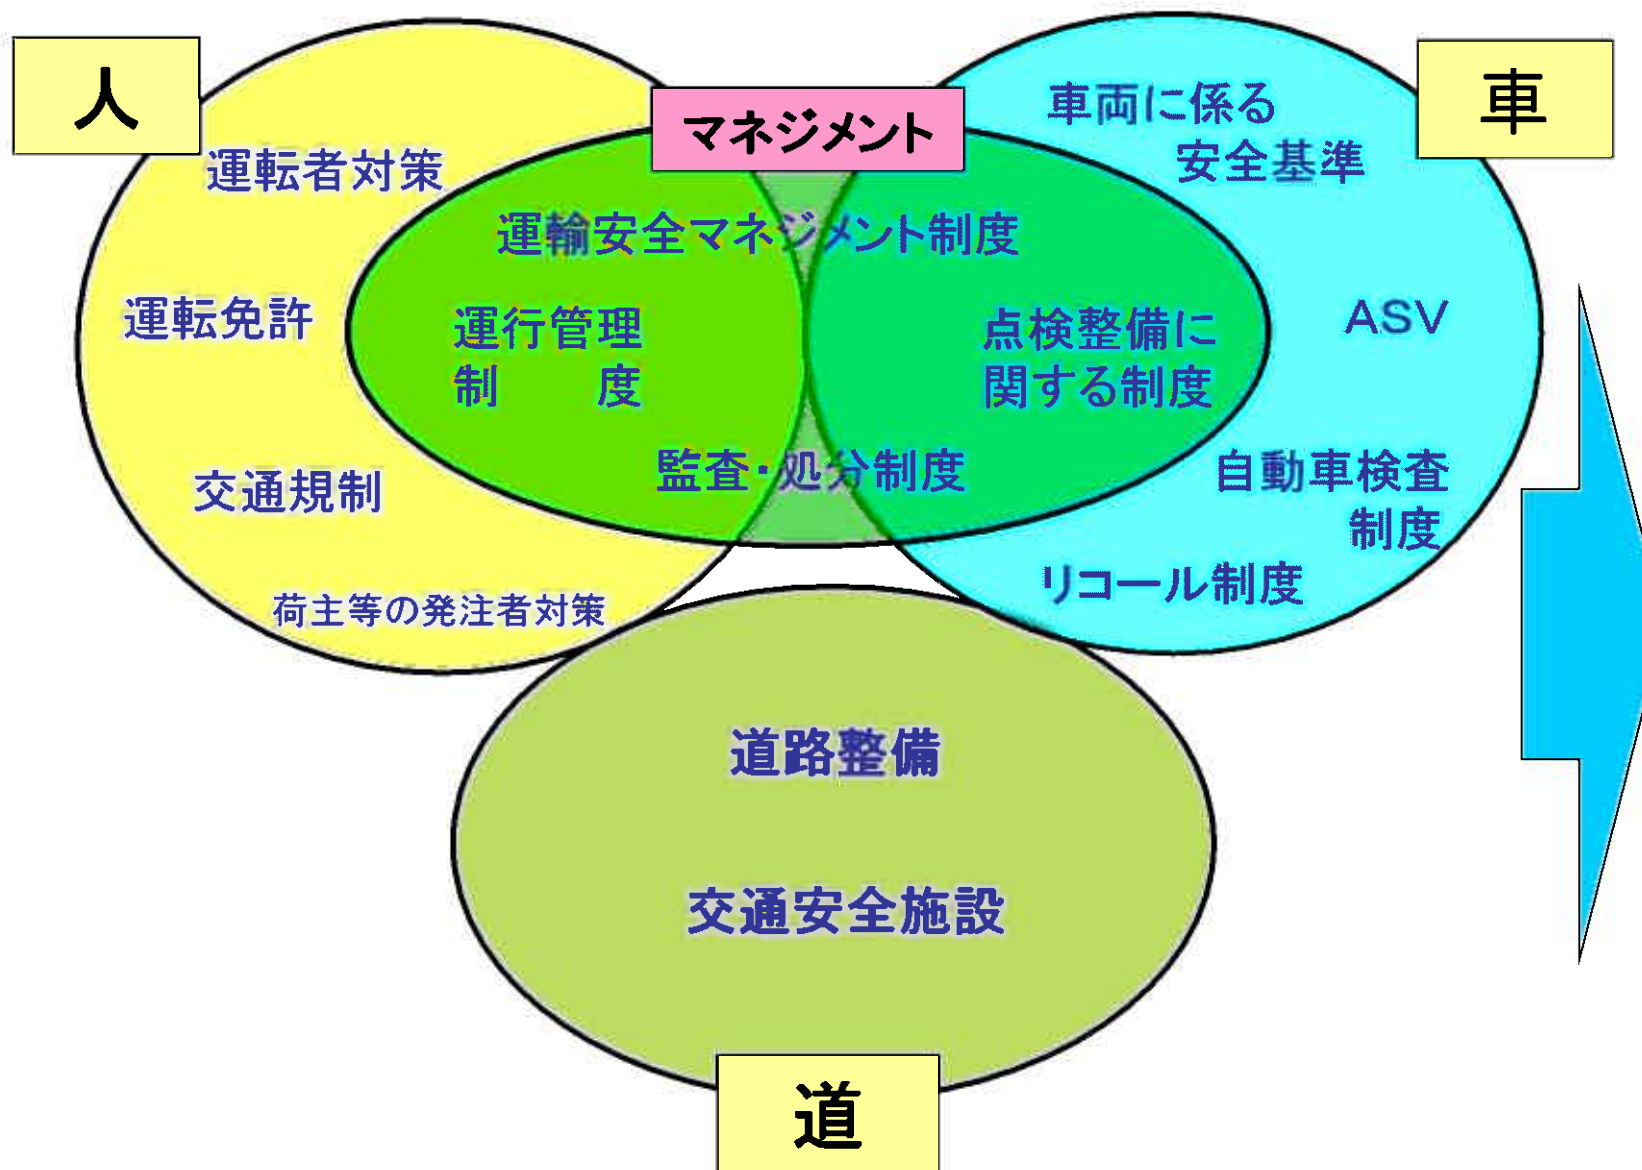 人
車
マネジメント
車両に係る
安全基準
運転者対策
運輸安全マネジメント制度
運転免許
運行管理
制　　度
点検整備に
関する制度
ASV
交通規制
監査・処分制度
自動車検査
制度
リコール制度
荷主等の発注者対策
道路整備
交通安全施設
道